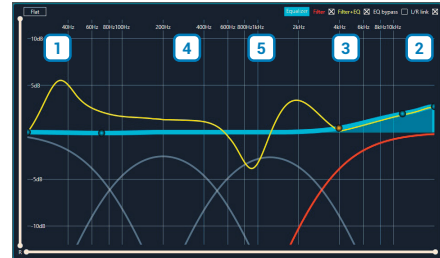 Flat
Equalizer Filter Filter+EQ EQ bypass L/R link
40Hz 60Hz 100Hz 200Hz 400Hz 600Hz 800Hz 1kHz 2kHz 4kHz 6kHz 8kHz 10kHz
-10dB
1 4 5 3 2
-5dB
0
-5dB
-10dB
R